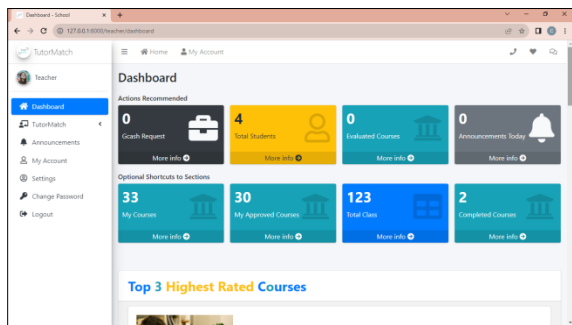 Dashboard - School
127.0.0.1:8000/teacher/dashboard
TutorMatch
Home
My Account
Teacher
Dashboard
TutorMatch
Announcements
My Account
Settings
Change Password
Logout
Dashboard
Actions Recommended
0
Gcash Request
More info
4
Total Students
More info
0
Evaluated Courses
More info
0
Announcements Today
More info
Optional Shortcuts to Sections
33
My Courses
More info
30
My Approved Courses
More info
123
Total Class
More info
2
Completed Courses
More info
Top 3 Highest Rated Courses